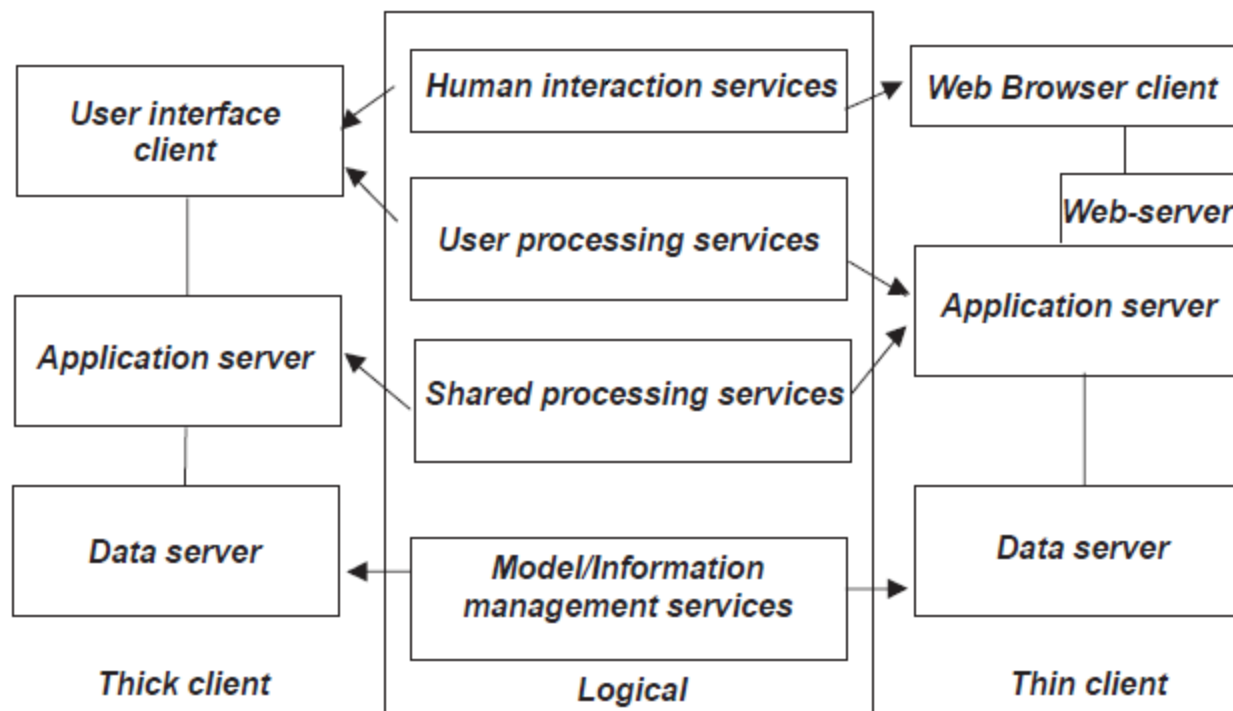 User interface
client
Application server
Data server
Thick client
Human interaction services
User processing services
Shared processing services
Model/Information
management services
Logical
Web Browser client
Web-server
Application server
Data server
Thin client